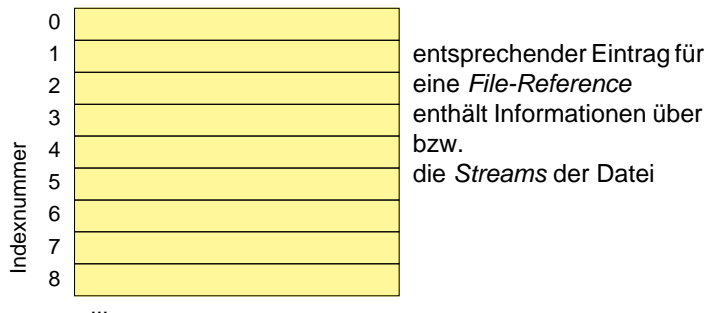 0
1
2
3
4
5
6
7
8
Indexnummer
entsprechender Eintrag für
eine File-Reference
enthält Informationen über
bzw.
die Streams der Datei
...